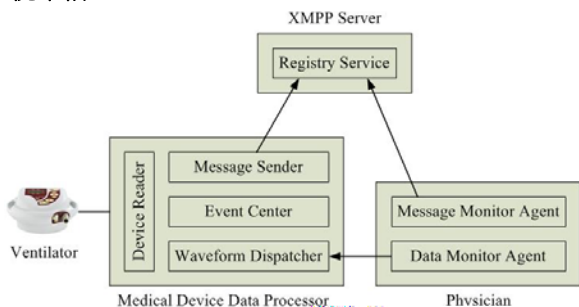 XMPP Server
Registry Service
Device Reader
Message Sender
Event Center
Waveform Dispatcher
Message Monitor Agent
Data Monitor Agent
Ventilator
Medical Device Data Processor
Physician